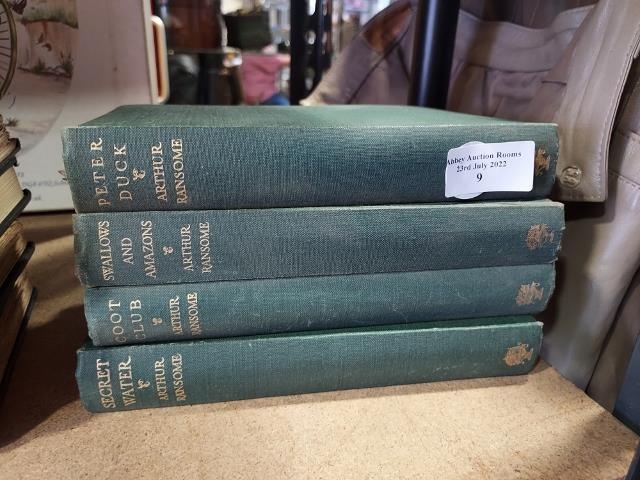 PETER
DUCK
ARTHUR
RANSOME
Abbey Auction Rooms
23rd July 2022
9
SWALLOWS
AND
AMAZONS
ARTHUR
RANSOME
COOT
CLUB
ARTHUR
RANSOME
SECRET
WATER
ARTHUR
RANSOME